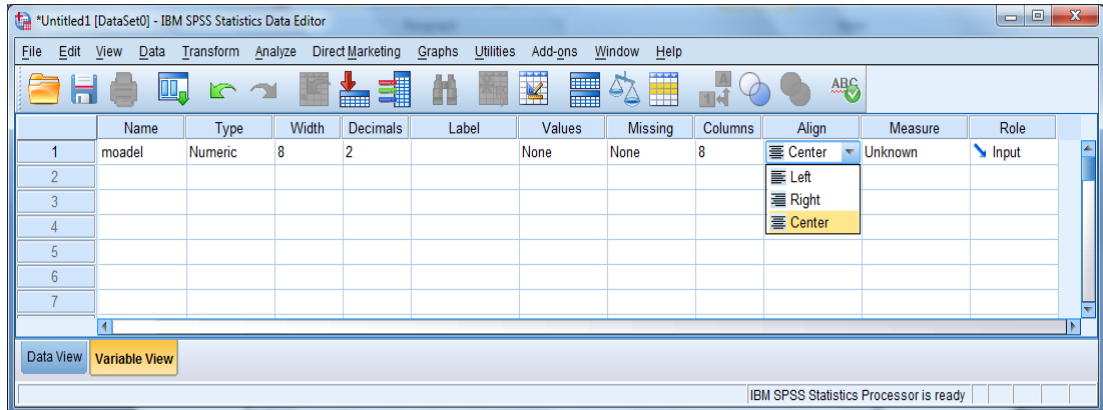 *Untitled1 [DataSet0] - IBM SPSS Statistics Data Editor
File Edit View Data Transform Analyze Direct Marketing Graphs Utilities Add-ons Window Help
A
14
ABC
Name Type Width Decimals Label Values Missing Columns Align Measure Role
1 moadel Numeric 8 2 None None 8 Center Unknown Input
2 Left
3 Right
4 Center
5
6
7
Data View Variable View
IBM SPSS Statistics Processor is ready